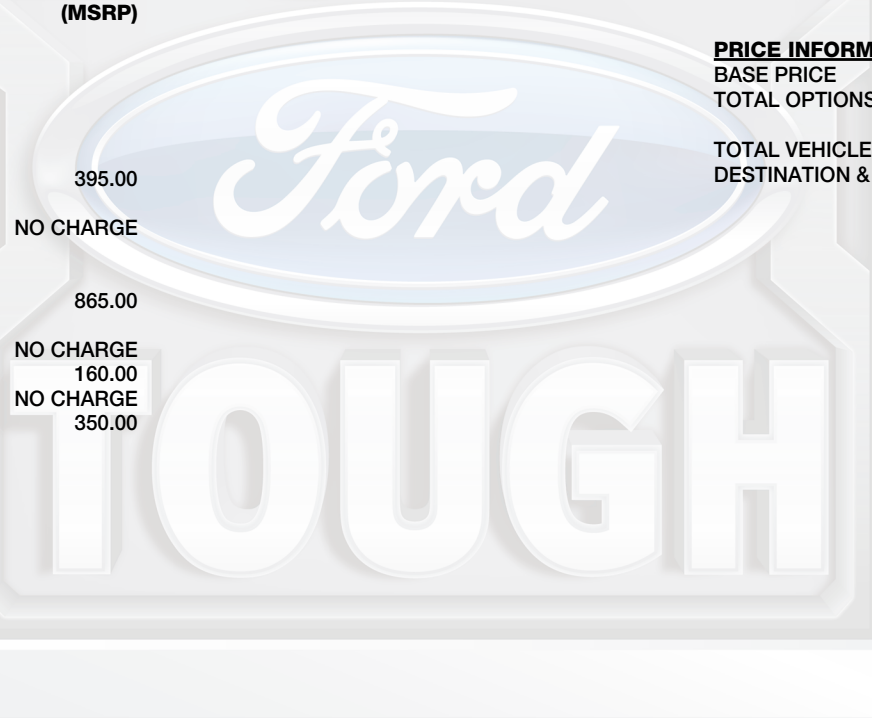 (MSRP)
395.00
NO CHARGE
865.00
NO CHARGE
160.00
NO CHARGE
350.00
PRICE INFORM
BASE PRICE
TOTAL OPTIONS
TOTAL VEHICLE
DESTINATION &
Ford
TOUGH